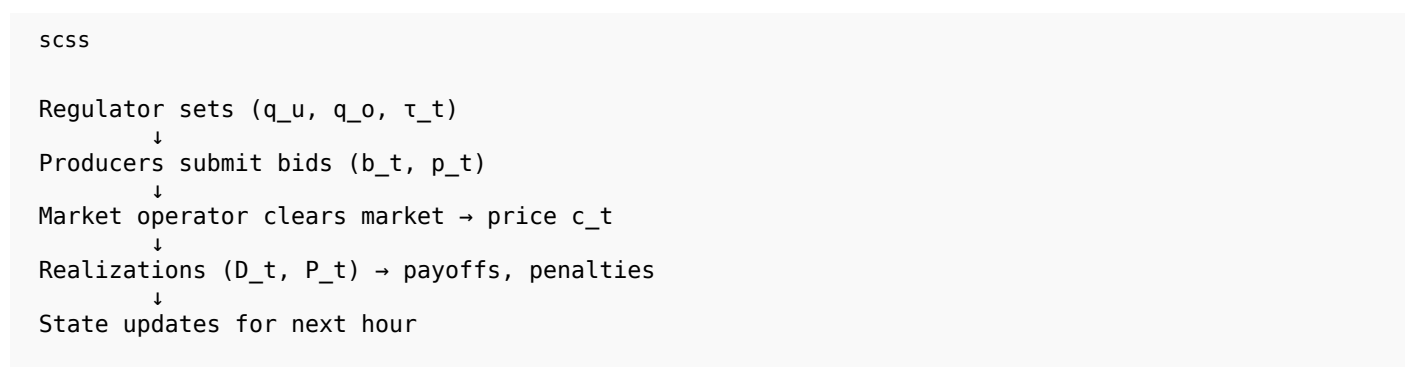 scss
Regulator sets (q_u, q_o, τ_t)
↓
Producers submit bids (b_t, p_t)
↓
Market operator clears market → price c_t
↓
Realizations (D_t, P_t) → payoffs, penalties
↓
State updates for next hour